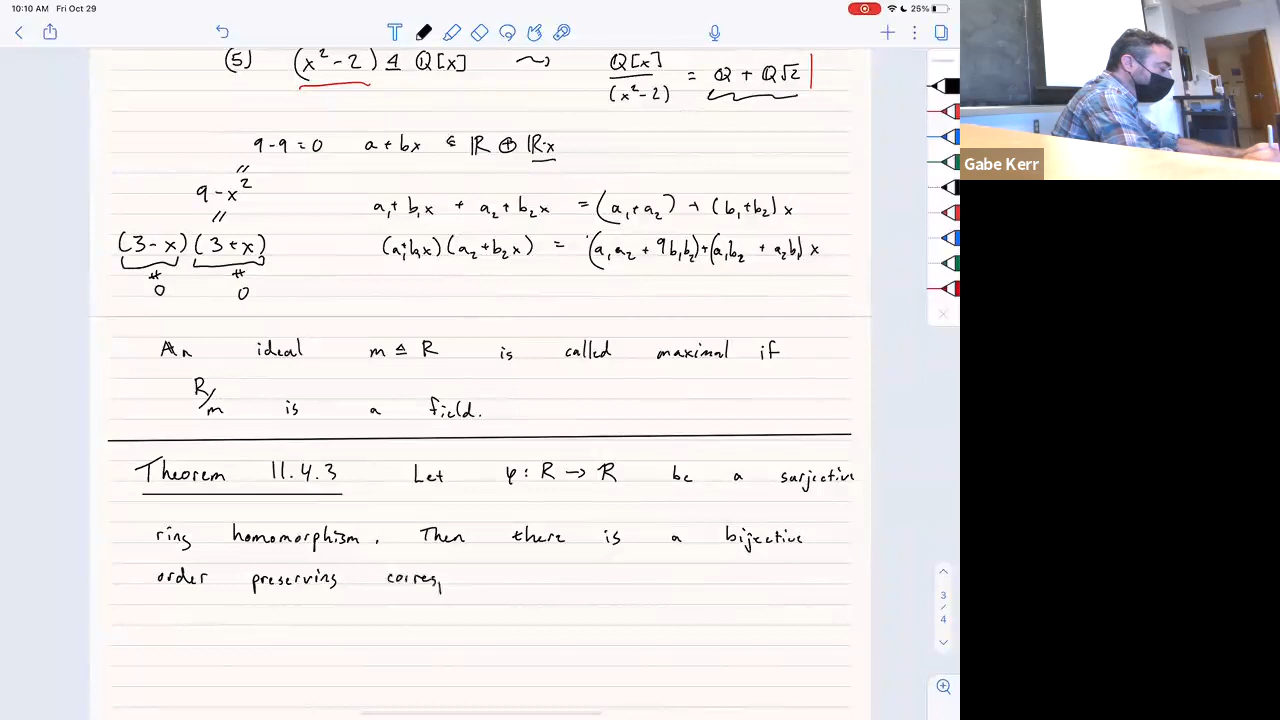 10:10 AM Fri Oct 29
25%
(5) (x² - 2) ⊴ Q[x] ⤳ Q[x] / (x² - 2) = Q + Q√2
9 - 9 = 0 a + bx ∈ ℝ ⊕ ℝ·x
9 - x²
a₁ + b₁x + a₂ + b₂x = (a₁ + a₂) + (b₁ + b₂) x
(3 - x) (3 + x) (a₁ + b₁x)(a₂ + b₂x) = (a₁a₂ + 9b₁b₂) + (a₁b₂ + a₂b₁) x
≠ ≠
0 0
An ideal m ⊴ R is called maximal if
R/m is a field.
Theorem 11.4.3 Let φ : R → R be a surjective
ring homomorphism. Then there is a bijective
order preserving corres
3
/
4
Gabe Kerr